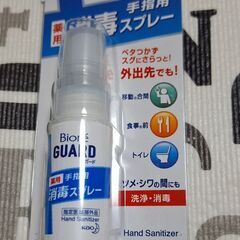 薬用
手指用
消毒スプレー
ベタつかず
スグにさらっと!
外出先でも!
移動の合間
食事の前
トイレ
ツメ・シワの間にも
洗浄・消毒
Hand Sanitizer
Bioré
GUARD
ガード
薬用
手指用
消毒スプレー
指定医薬部外品
Hand Sanitizer
Kao